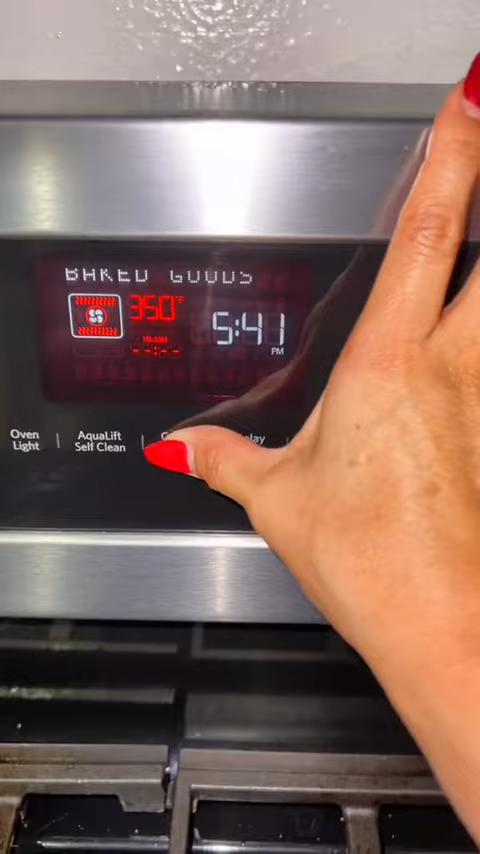 BAKED GOODS
350°F
5:41
--:--
PM
Oven Light
AquaLift Self Clean